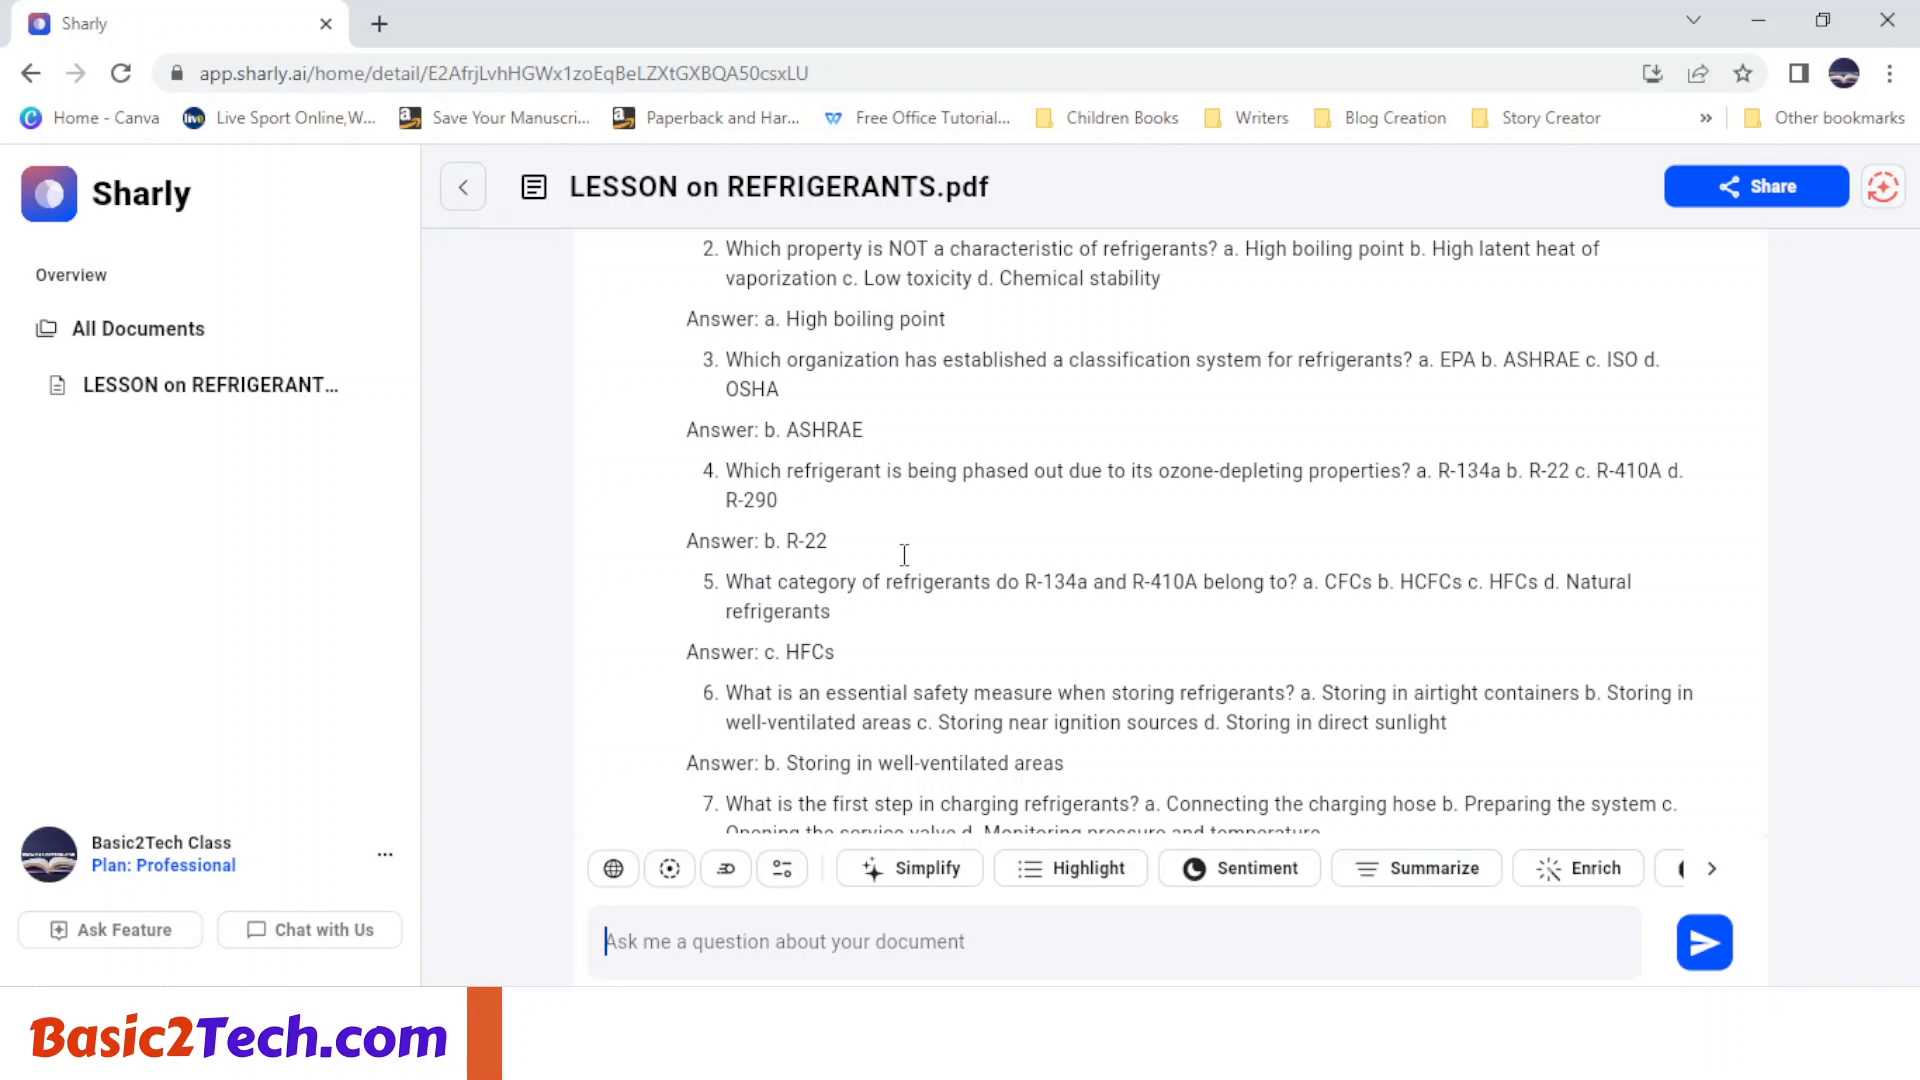 Sharly
app.sharly.ai/home/detail/E2AfrjLvhHGWx1zoEqBeLZXtGXBQA50csxLU
Home - Canva
Live Sport Online,W...
Save Your Manuscri...
Paperback and Har...
Free Office Tutorial...
Children Books
Writers
Blog Creation
Story Creator
»
Other bookmarks
Sharly
Overview
All Documents
LESSON on REFRIGERANT...
Basic2Tech Class
Plan: Professional
Ask Feature
Chat with Us
LESSON on REFRIGERANTS.pdf
Share
2. Which property is NOT a characteristic of refrigerants? a. High boiling point b. High latent heat of
vaporization c. Low toxicity d. Chemical stability
Answer: a. High boiling point
3. Which organization has established a classification system for refrigerants? a. EPA b. ASHRAE c. ISO d.
OSHA
Answer: b. ASHRAE
4. Which refrigerant is being phased out due to its ozone-depleting properties? a. R-134a b. R-22 c. R-410A d.
R-290
Answer: b. R-22
5. What category of refrigerants do R-134a and R-410A belong to? a. CFCs b. HCFCs c. HFCs d. Natural
refrigerants
Answer: c. HFCs
6. What is an essential safety measure when storing refrigerants? a. Storing in airtight containers b. Storing in
well-ventilated areas c. Storing near ignition sources d. Storing in direct sunlight
Answer: b. Storing in well-ventilated areas
7. What is the first step in charging refrigerants? a. Connecting the charging hose b. Preparing the system c.
Opening the service valve d. Monitoring pressure and temperature
Simplify
Highlight
Sentiment
Summarize
Enrich
Ask me a question about your document
Basic2Tech.com